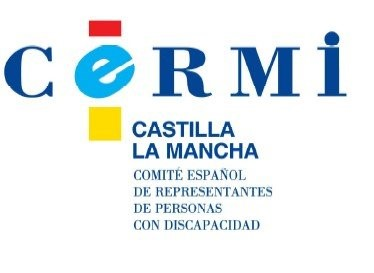 CeRMi
CASTILLA
LA MANCHA
COMITÉ ESPAÑOL
DE REPRESENTANTES
DE PERSONAS
CON DISCAPACIDAD